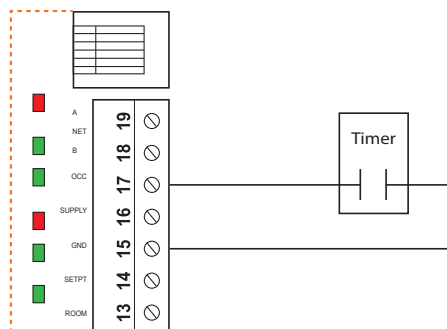 A
NET
B
OCC
SUPPLY
GND
SETPT
ROOM
19
18
17
16
15
14
13
Timer